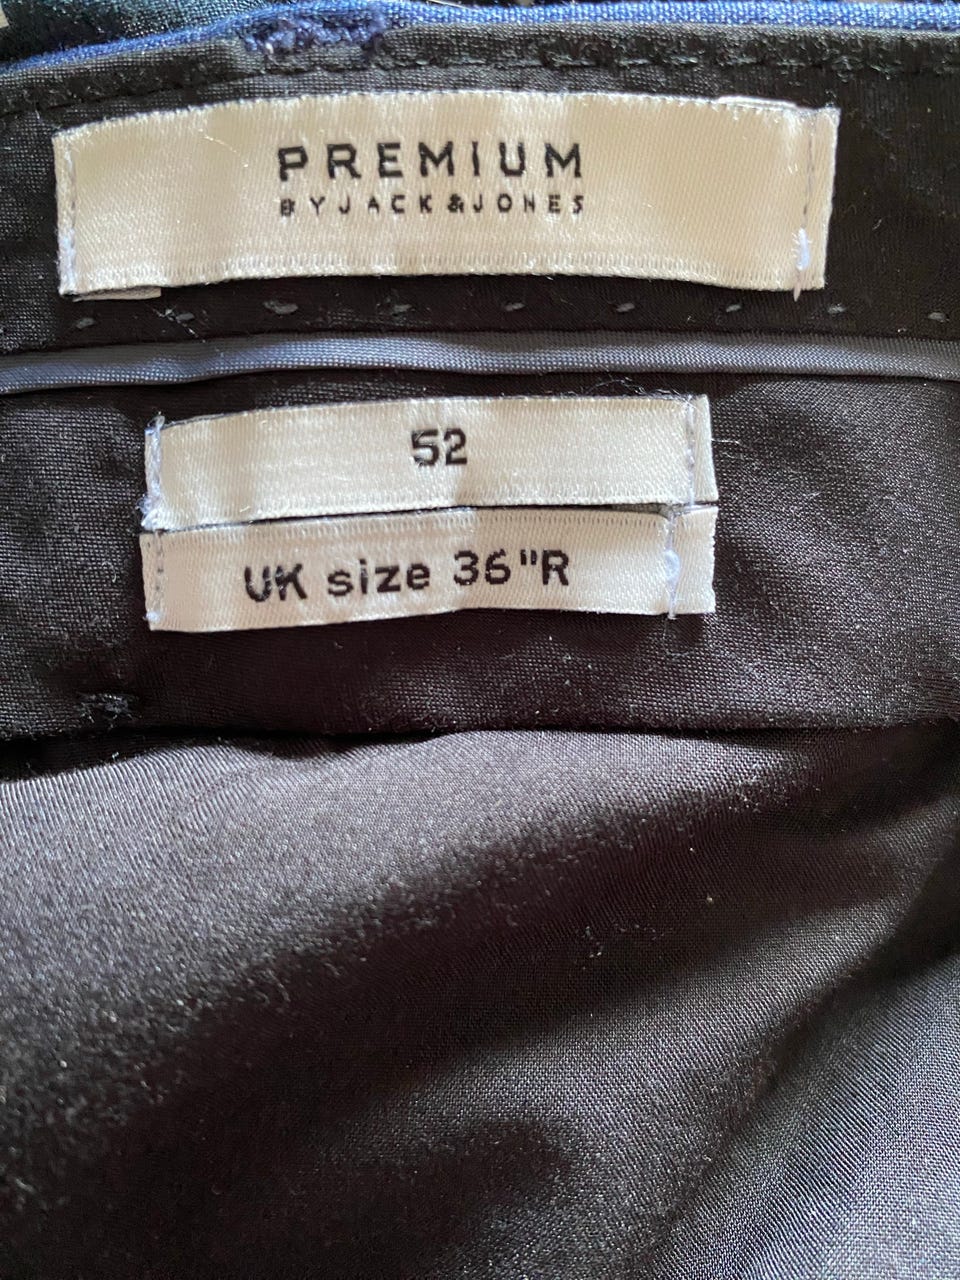 PREMIUM
BY JACK & JONES
52
UK size 36"R